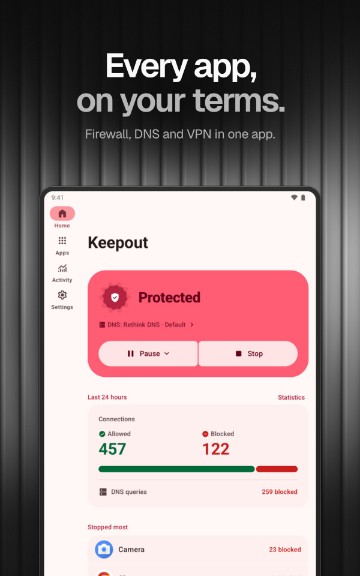 Every app,
on your terms.
Firewall, DNS and VPN in one app.
9:41
Home
Apps
Activity
Settings
Keepout
Protected
DNS: Rethink DNS · Default
Pause
Stop
Last 24 hours
Statistics
Connections
Allowed
Blocked
457
122
DNS queries
259 blocked
Stopped most
Camera
23 blocked